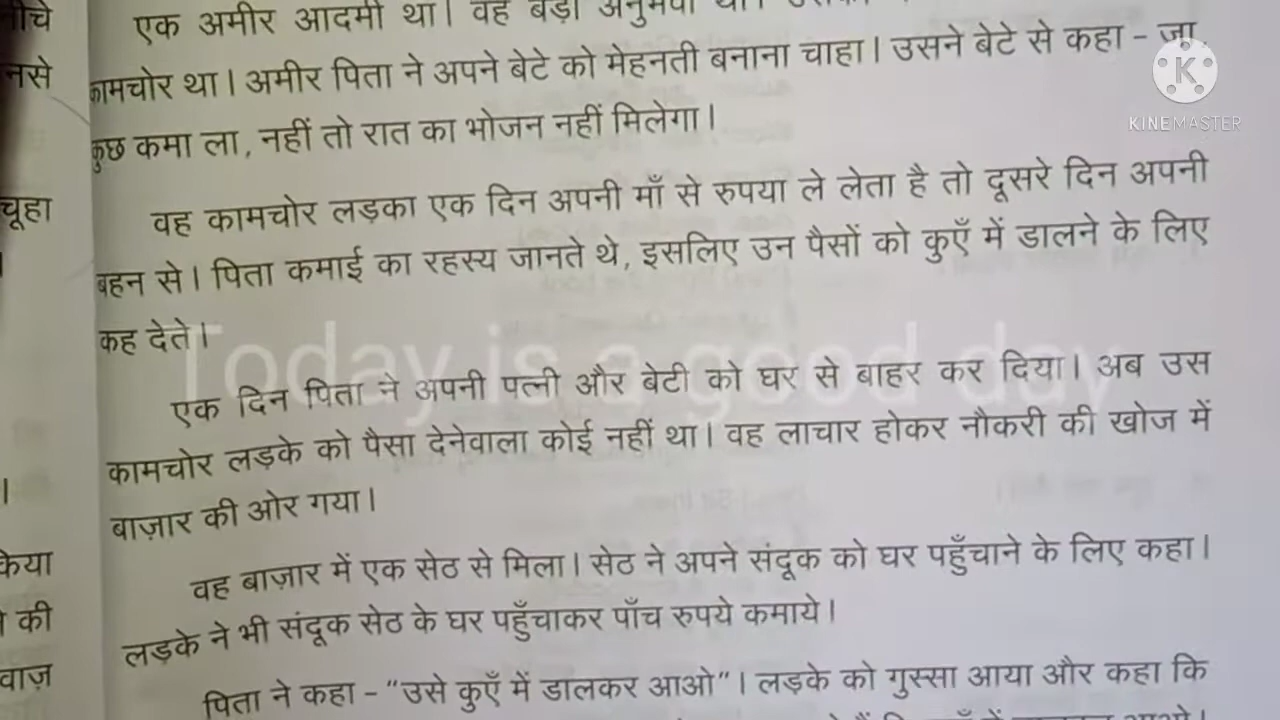 नीचे
एक अमीर आदमी था। वह बड़ा अनुभवी था।
नसे
कामचोर था। अमीर पिता ने अपने बेटे को मेहनती बनाना चाहा। उसने बेटे से कहा – जा
कुछ कमा ला, नहीं तो रात का भोजन नहीं मिलेगा।
KINEMASTER
चूहा
वह कामचोर लड़का एक दिन अपनी माँ से रुपया ले लेता है तो दूसरे दिन अपनी
बहन से। पिता कमाई का रहस्य जानते थे, इसलिए उन पैसों को कुएँ में डालने के लिए
कह देते।
Today is a good day
एक दिन पिता ने अपनी पत्नी और बेटी को घर से बाहर कर दिया। अब उस
कामचोर लड़के को पैसा देनेवाला कोई नहीं था। वह लाचार होकर नौकरी की खोज में
बाज़ार की ओर गया।
वह बाज़ार में एक सेठ से मिला। सेठ ने अपने संदूक को घर पहुँचाने के लिए कहा।
लड़के ने भी संदूक सेठ के घर पहुँचाकर पाँच रुपये कमाये।
किया
की
वाज़
पिता ने कहा – "उसे कुएँ में डालकर आओ"। लड़के को गुस्सा आया और कहा कि